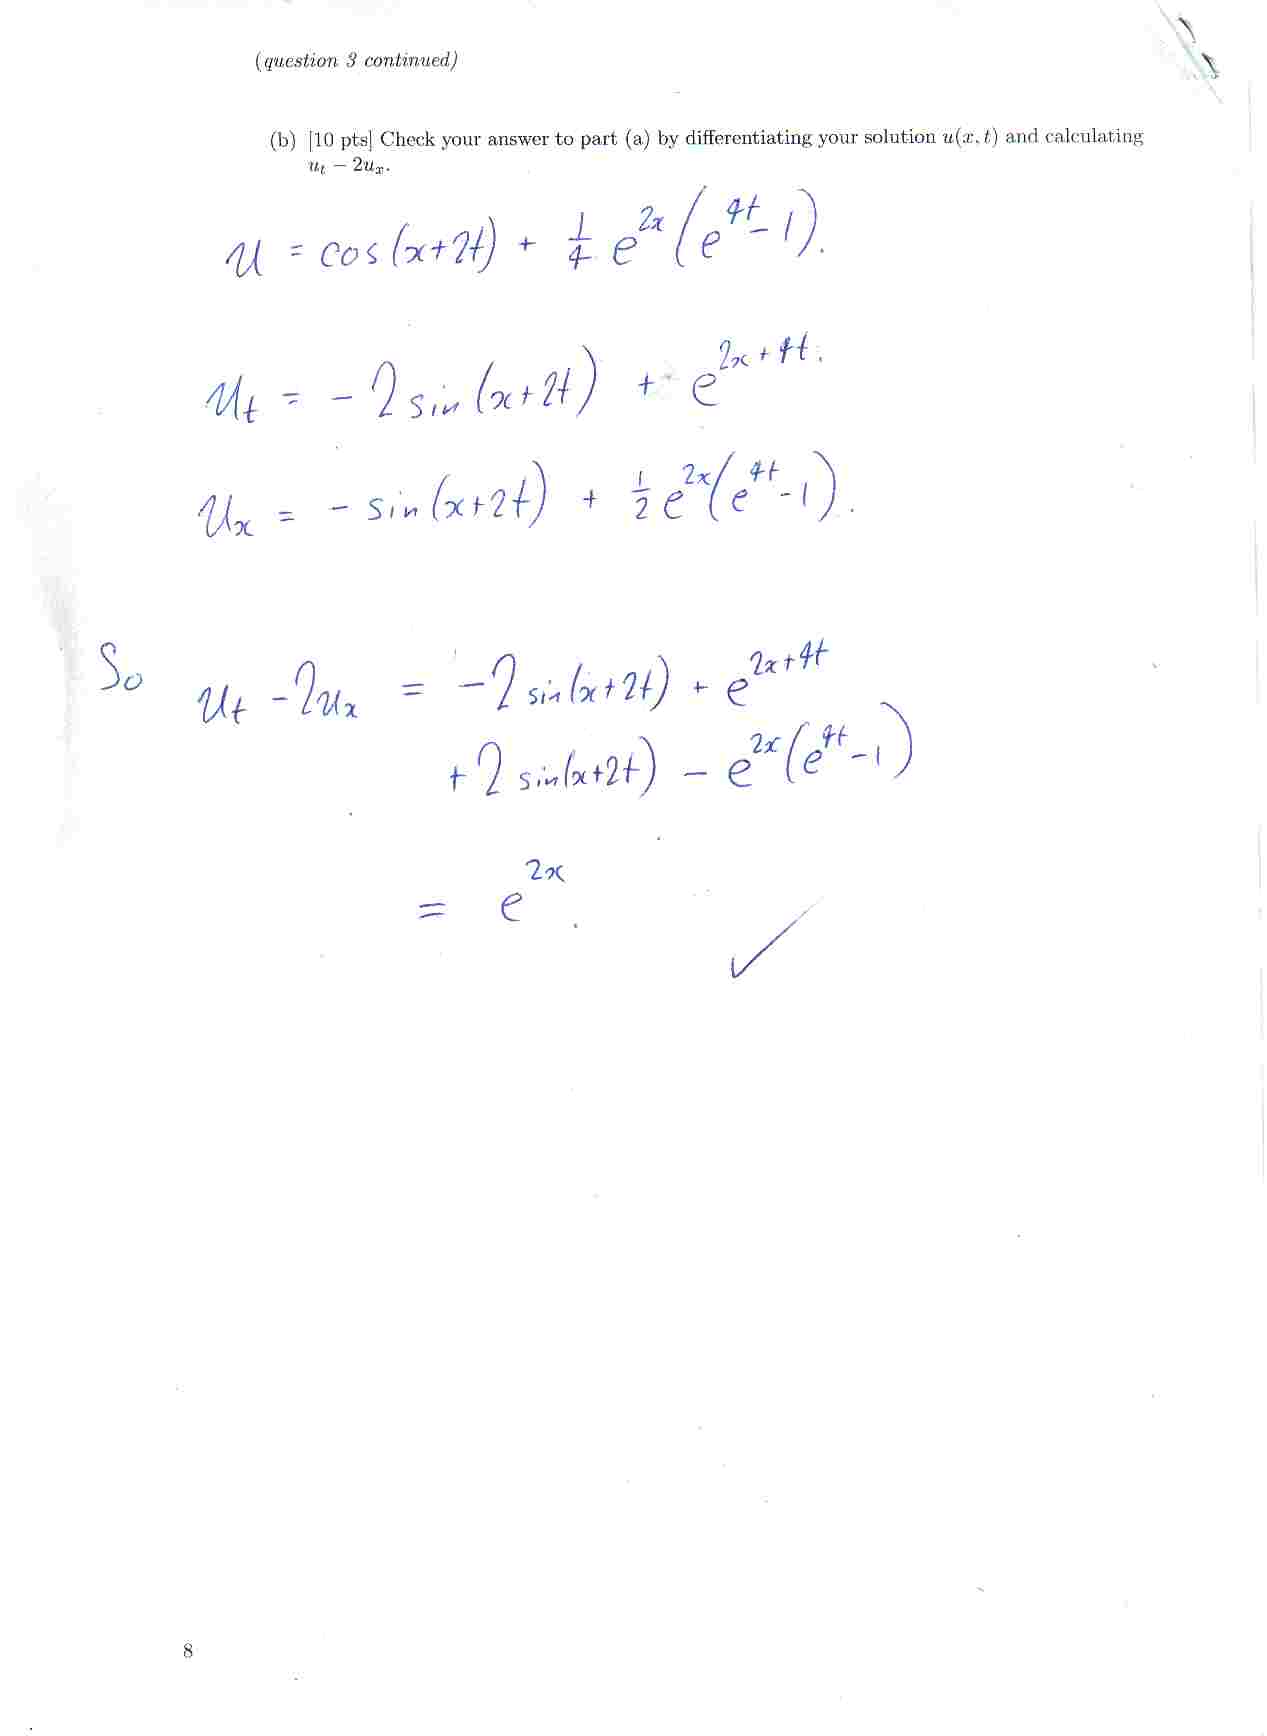 (question 3 continued)
(b) [10 pts] Check your answer to part (a) by differentiating your solution u(x, t) and calculating
u_t − 2u_x.
u = cos(x+2t) + 1/4 e^{2x}(e^{4t} − 1).
u_t = −2 sin(x+2t) + e^{2x+4t}.
u_x = − sin(x+2t) + 1/2 e^{2x}(e^{4t} − 1).
So u_t − 2u_x = −2 sin(x+2t) + e^{2x+4t}
+ 2 sin(x+2t) − e^{2x}(e^{4t} − 1)
= e^{2x}. ✓
8